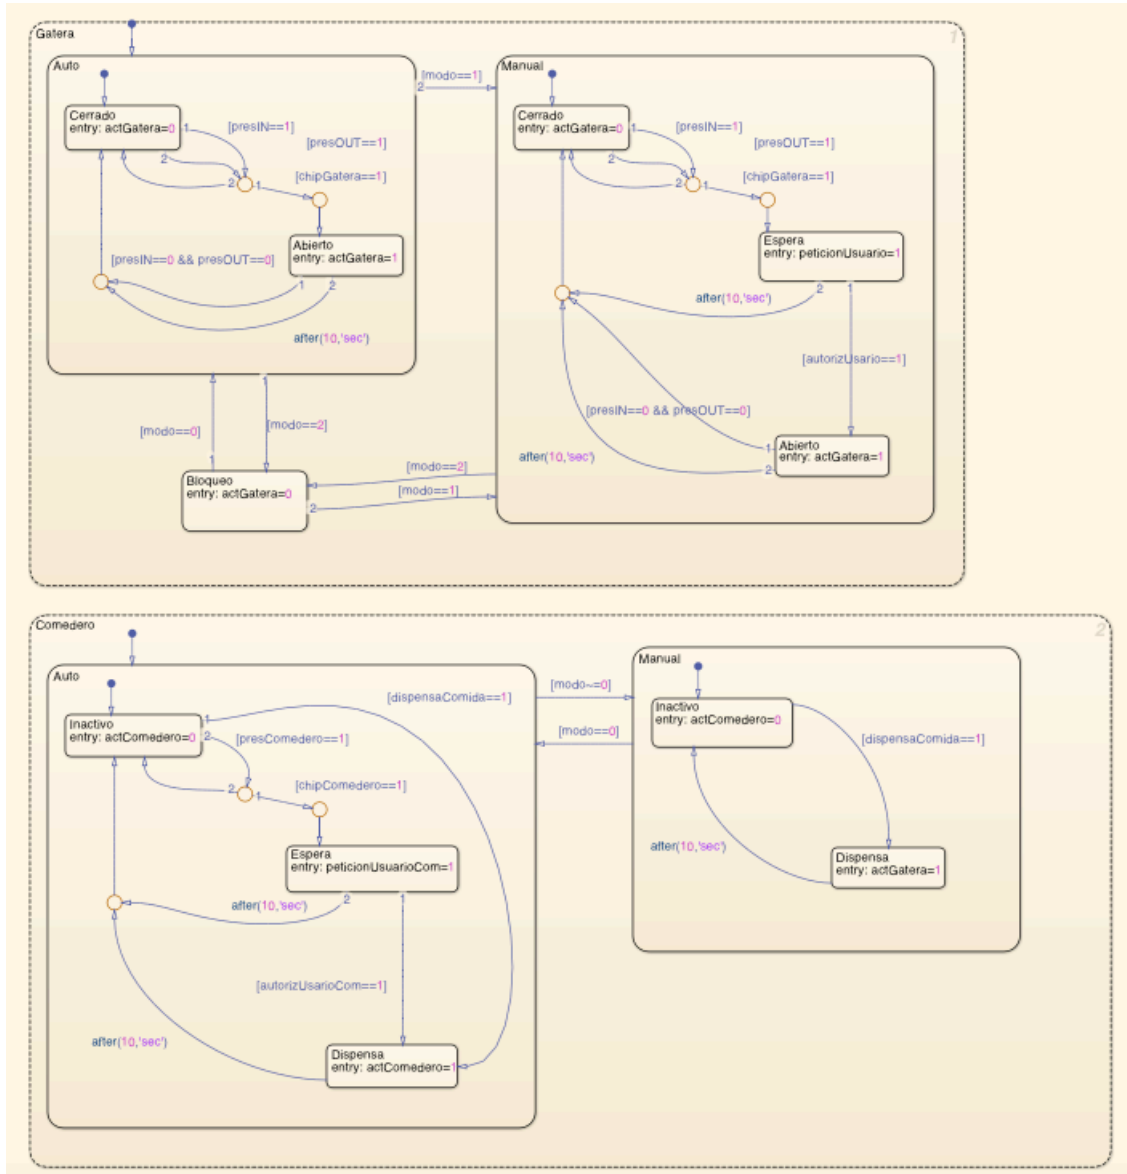 Gatera
1
Auto
Cerrado
entry: actGatera=0
1
[presIN==1]
[presOUT==1]
2
2
1
[chipGatera==1]
Abierto
entry: actGatera=1
[presIN==0 && presOUT==0]
1
2
after(10,'sec')
[modo==1]
2
Manual
Cerrado
entry: actGatera=0
1
[presIN==1]
[presOUT==1]
2
2
1
[chipGatera==1]
Espera
entry: peticionUsuario=1
after(10,'sec')
2
1
[autorizUsario==1]
[presIN==0 && presOUT==0]
after(10,'sec')
Abierto
entry: actGatera=1
1
2
1
[modo==0]
[modo==2]
1
Bloqueo
entry: actGatera=0
[modo==2]
[modo==1]
2
Comedero
2
Auto
Inactivo
entry: actComedero=0
1
2
[dispensaComida==1]
[presComedero==1]
2
1
[chipComedero==1]
Espera
entry: peticionUsuarioCom=1
after(10,'sec')
2
1
[autorizUsarioCom==1]
after(10,'sec')
Dispensa
entry: actComedero=1
[modo~=0]
[modo==0]
Manual
Inactivo
entry: actComedero=0
[dispensaComida==1]
after(10,'sec')
Dispensa
entry: actGatera=1